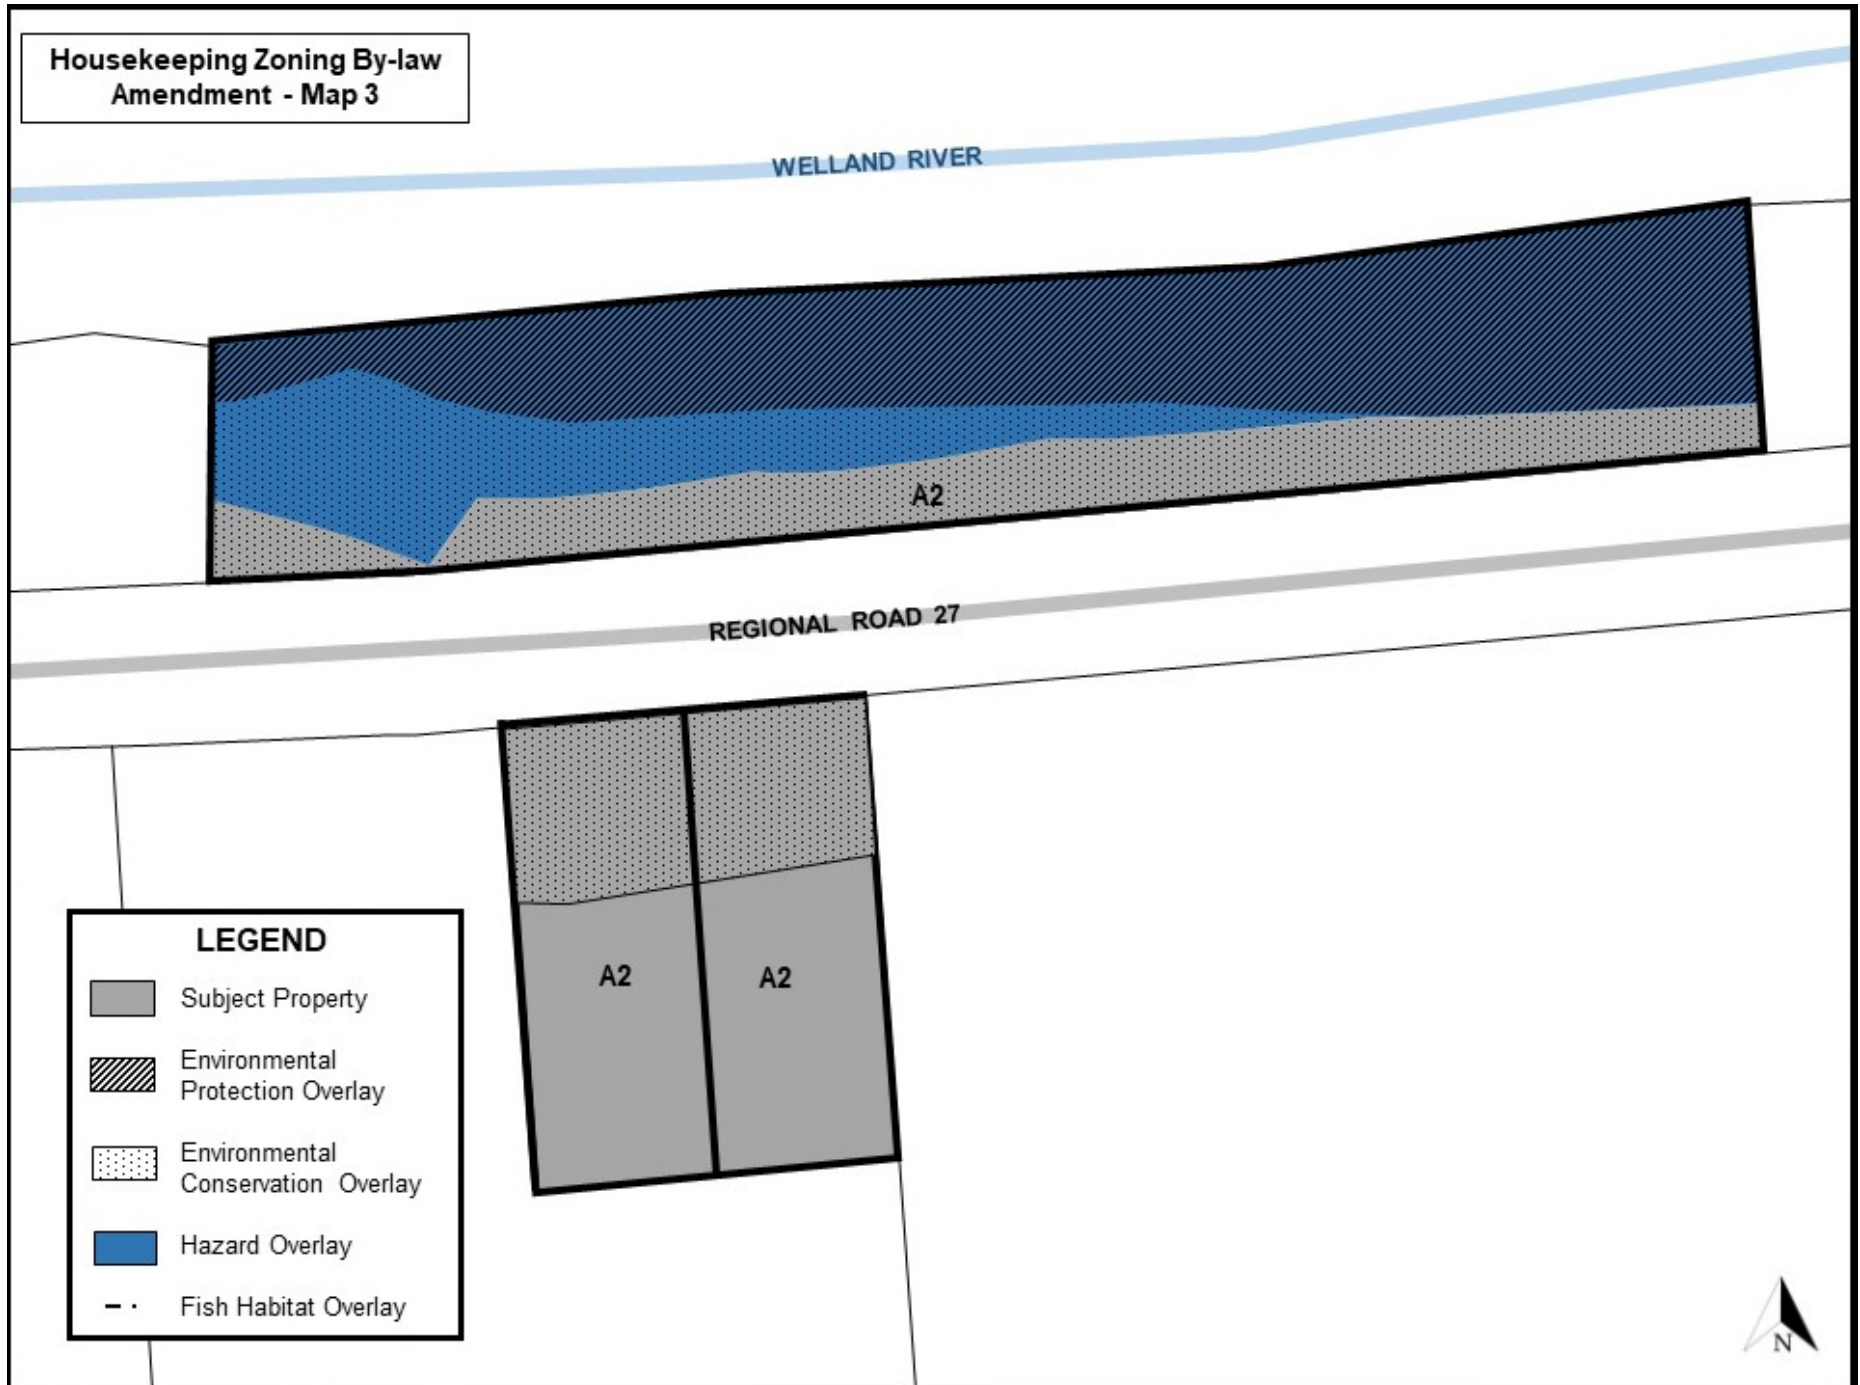 Housekeeping Zoning By-law
Amendment - Map 3
WELLAND RIVER
A2
REGIONAL ROAD 27
A2
A2
LEGEND
Subject Property
Environmental
Protection Overlay
Environmental
Conservation Overlay
Hazard Overlay
Fish Habitat Overlay
N